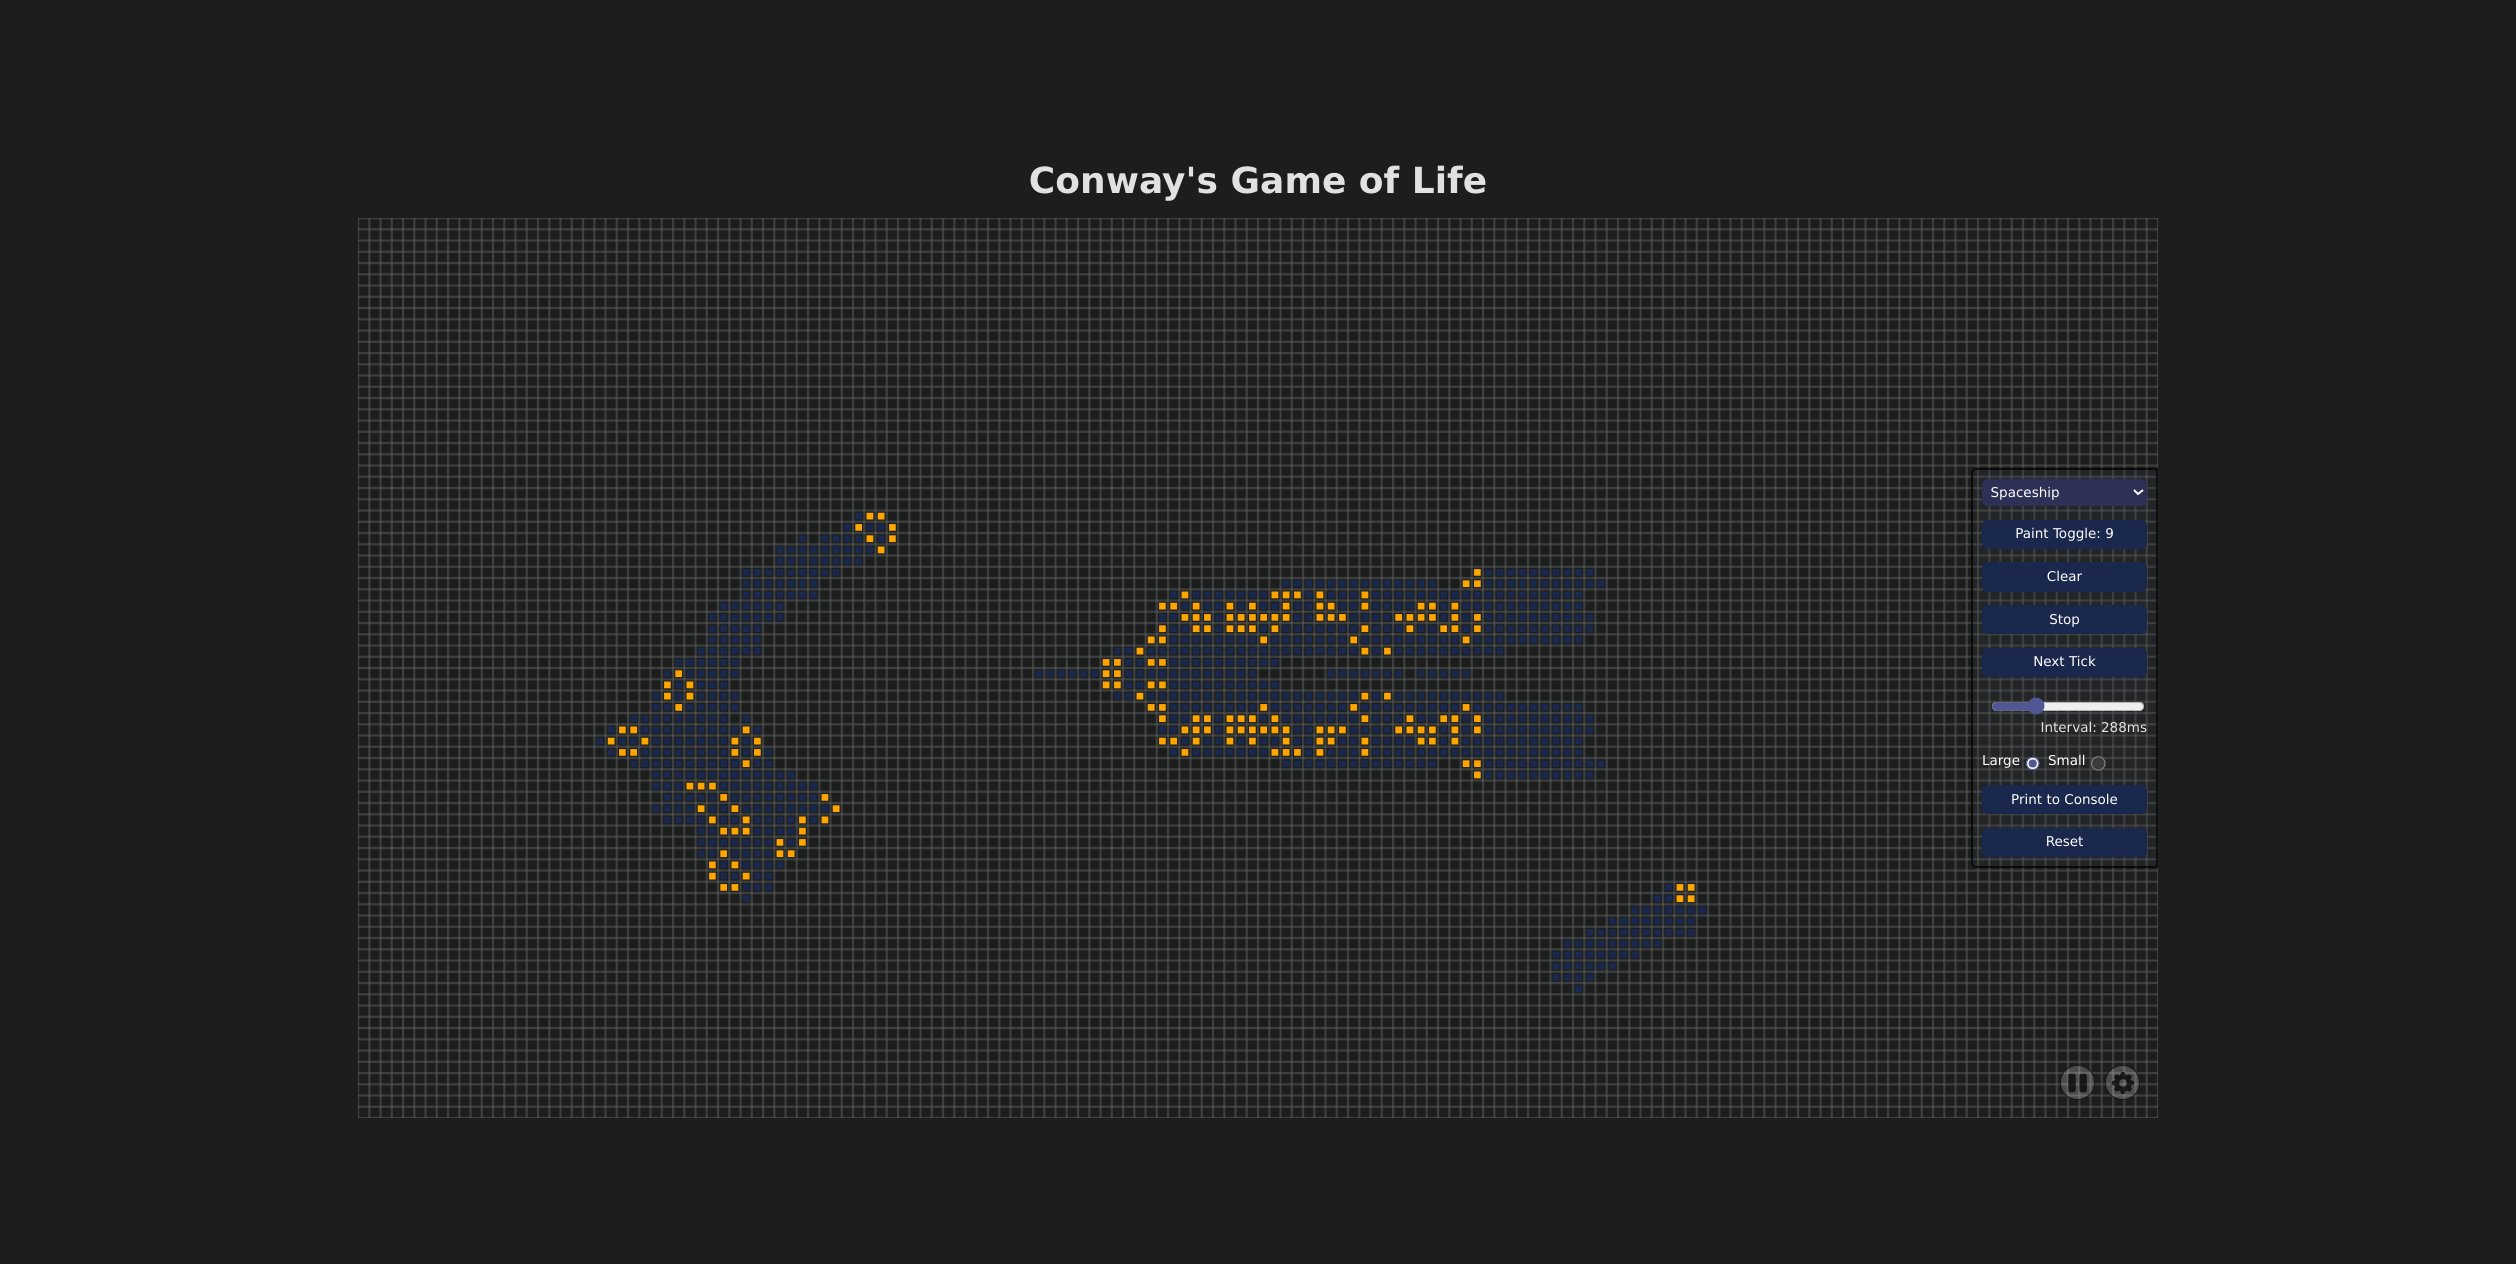 Conway's Game of Life
Spaceship
Paint Toggle: 9
Clear
Stop
Next Tick
Interval: 288ms
Large Small
Print to Console
Reset